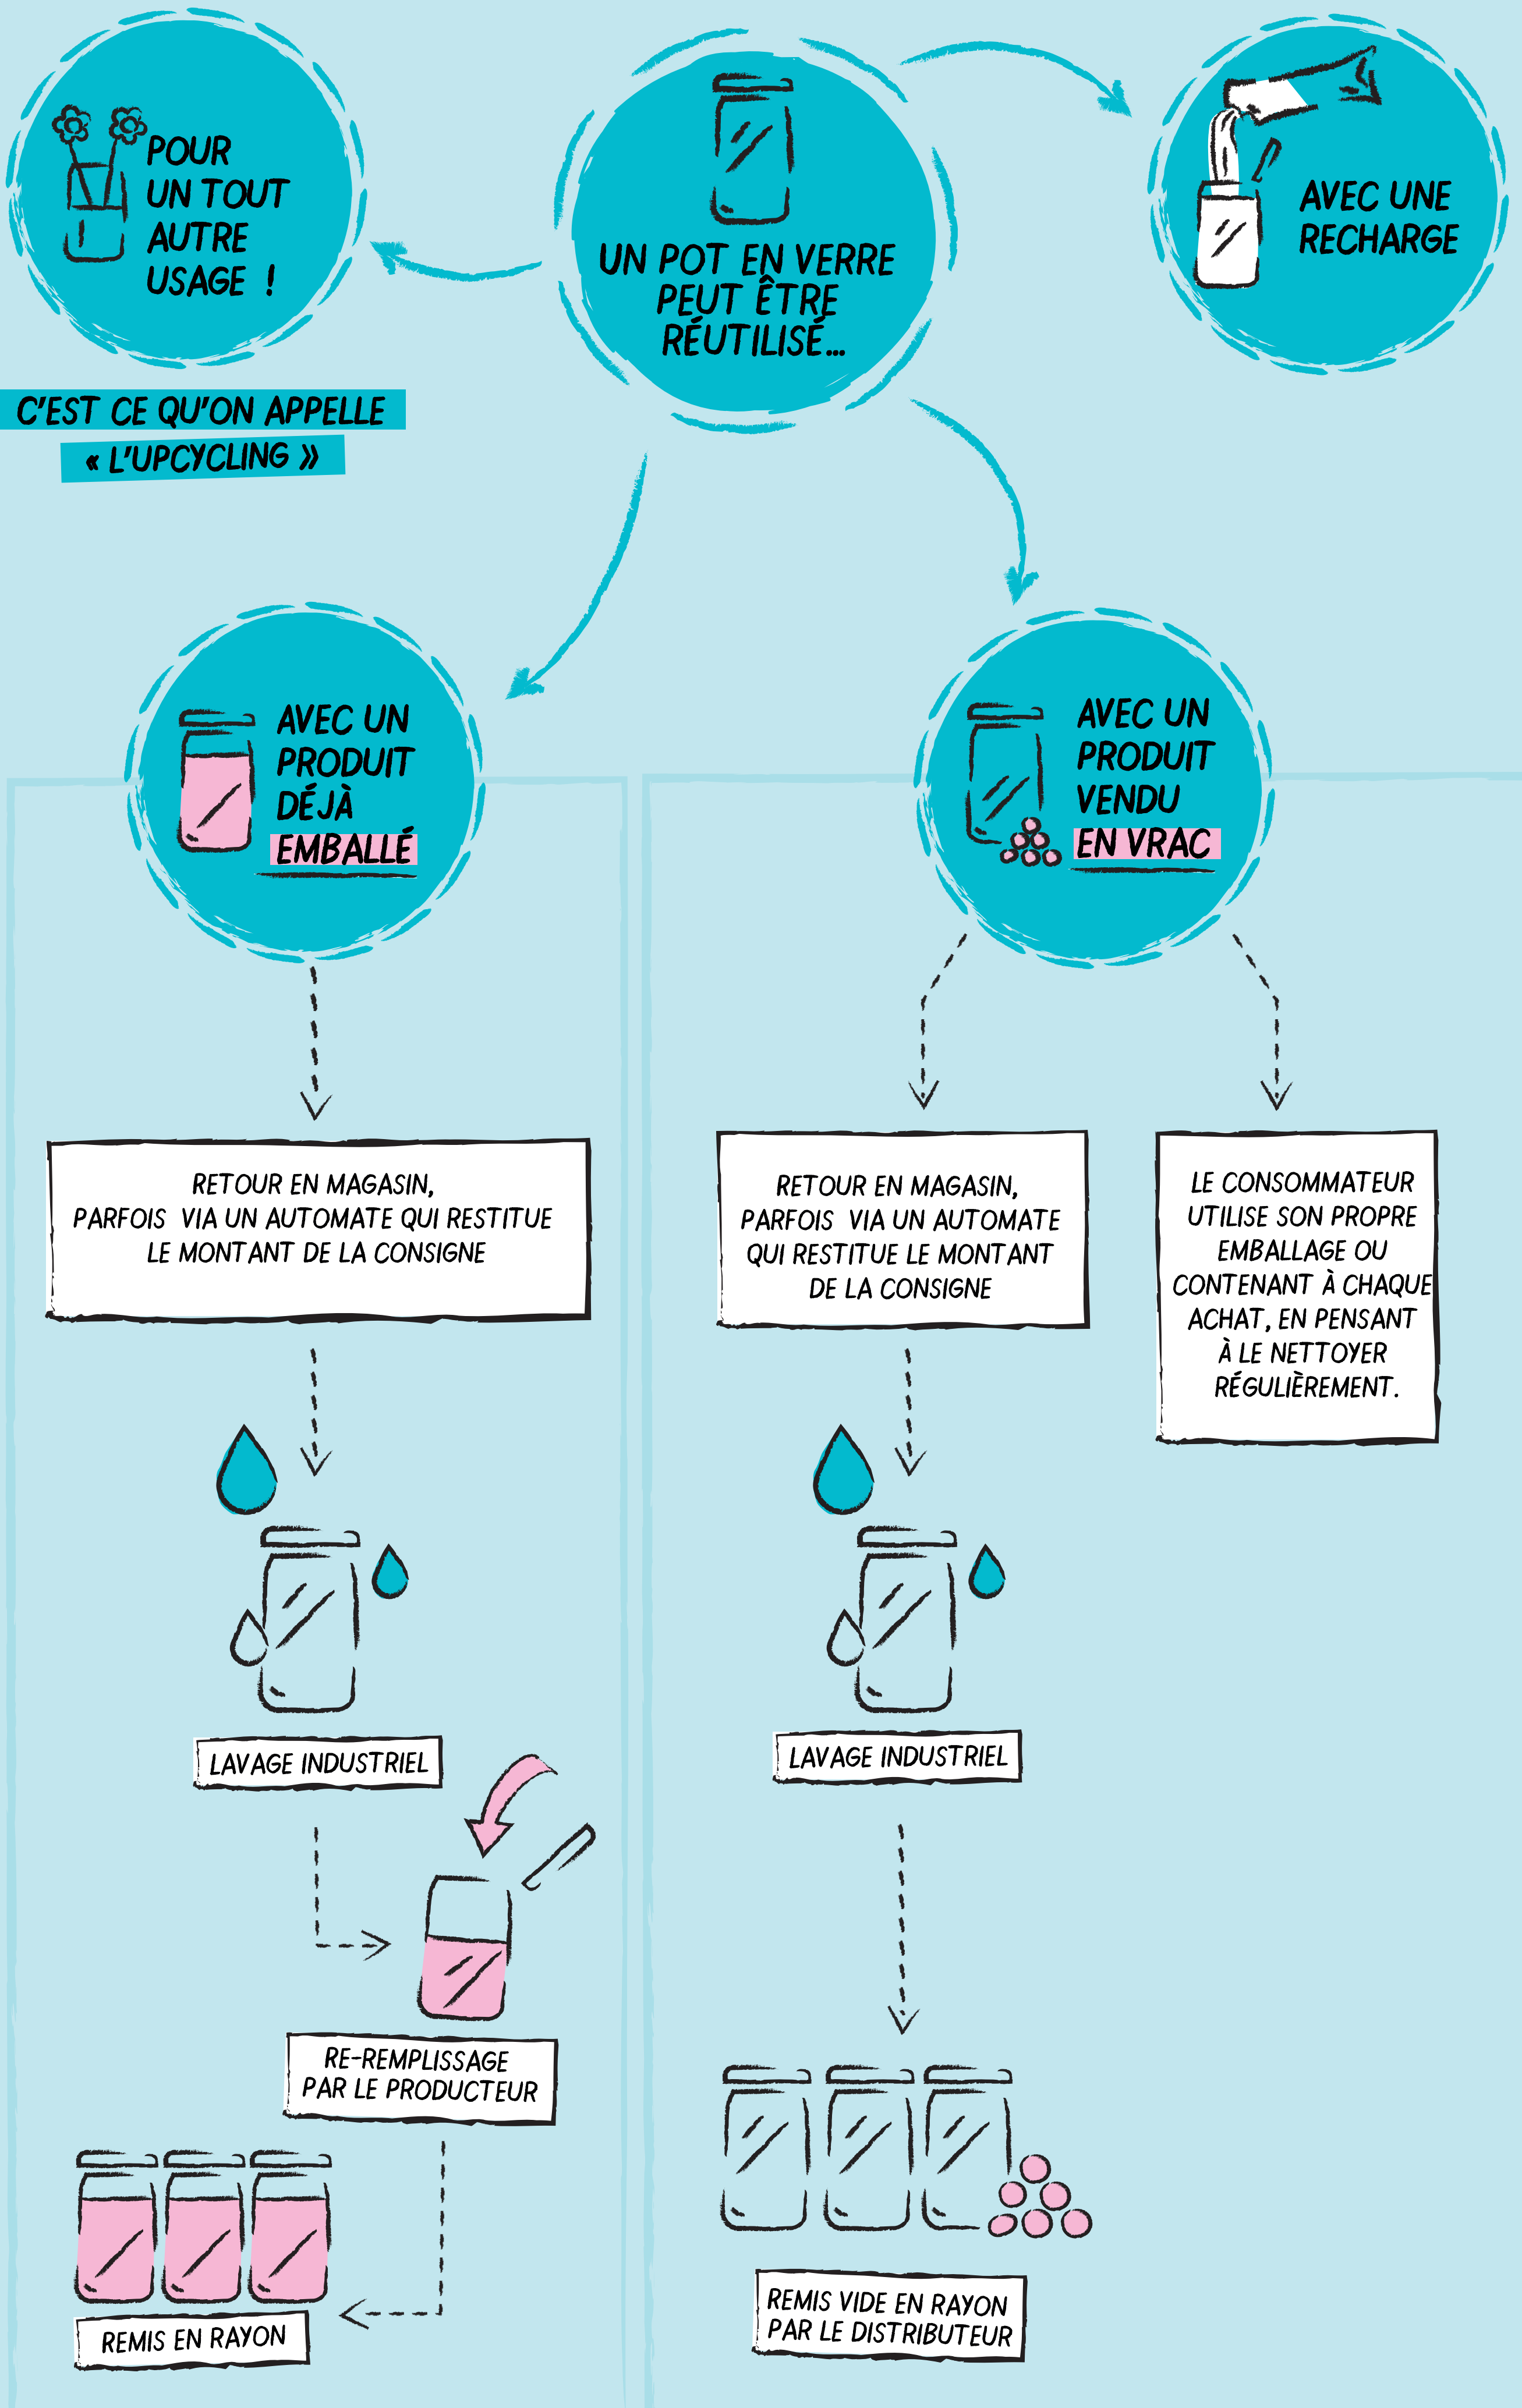 POUR
UN TOUT
AUTRE
USAGE !
C'EST CE QU'ON APPELLE
« L'UPCYCLING »
UN POT EN VERRE
PEUT ÊTRE
RÉUTILISÉ...
AVEC UNE
RECHARGE
AVEC UN
PRODUIT
DÉJÀ
EMBALLÉ
RETOUR EN MAGASIN,
PARFOIS VIA UN AUTOMATE QUI RESTITUE
LE MONTANT DE LA CONSIGNE
LAVAGE INDUSTRIEL
RE-REMPLISSAGE
PAR LE PRODUCTEUR
REMIS EN RAYON
AVEC UN
PRODUIT
VENDU
EN VRAC
RETOUR EN MAGASIN,
PARFOIS VIA UN AUTOMATE
QUI RESTITUE LE MONTANT
DE LA CONSIGNE
LAVAGE INDUSTRIEL
REMIS VIDE EN RAYON
PAR LE DISTRIBUTEUR
LE CONSOMMATEUR
UTILISE SON PROPRE
EMBALLAGE OU
CONTENANT À CHAQUE
ACHAT, EN PENSANT
À LE NETTOYER
RÉGULIÈREMENT.